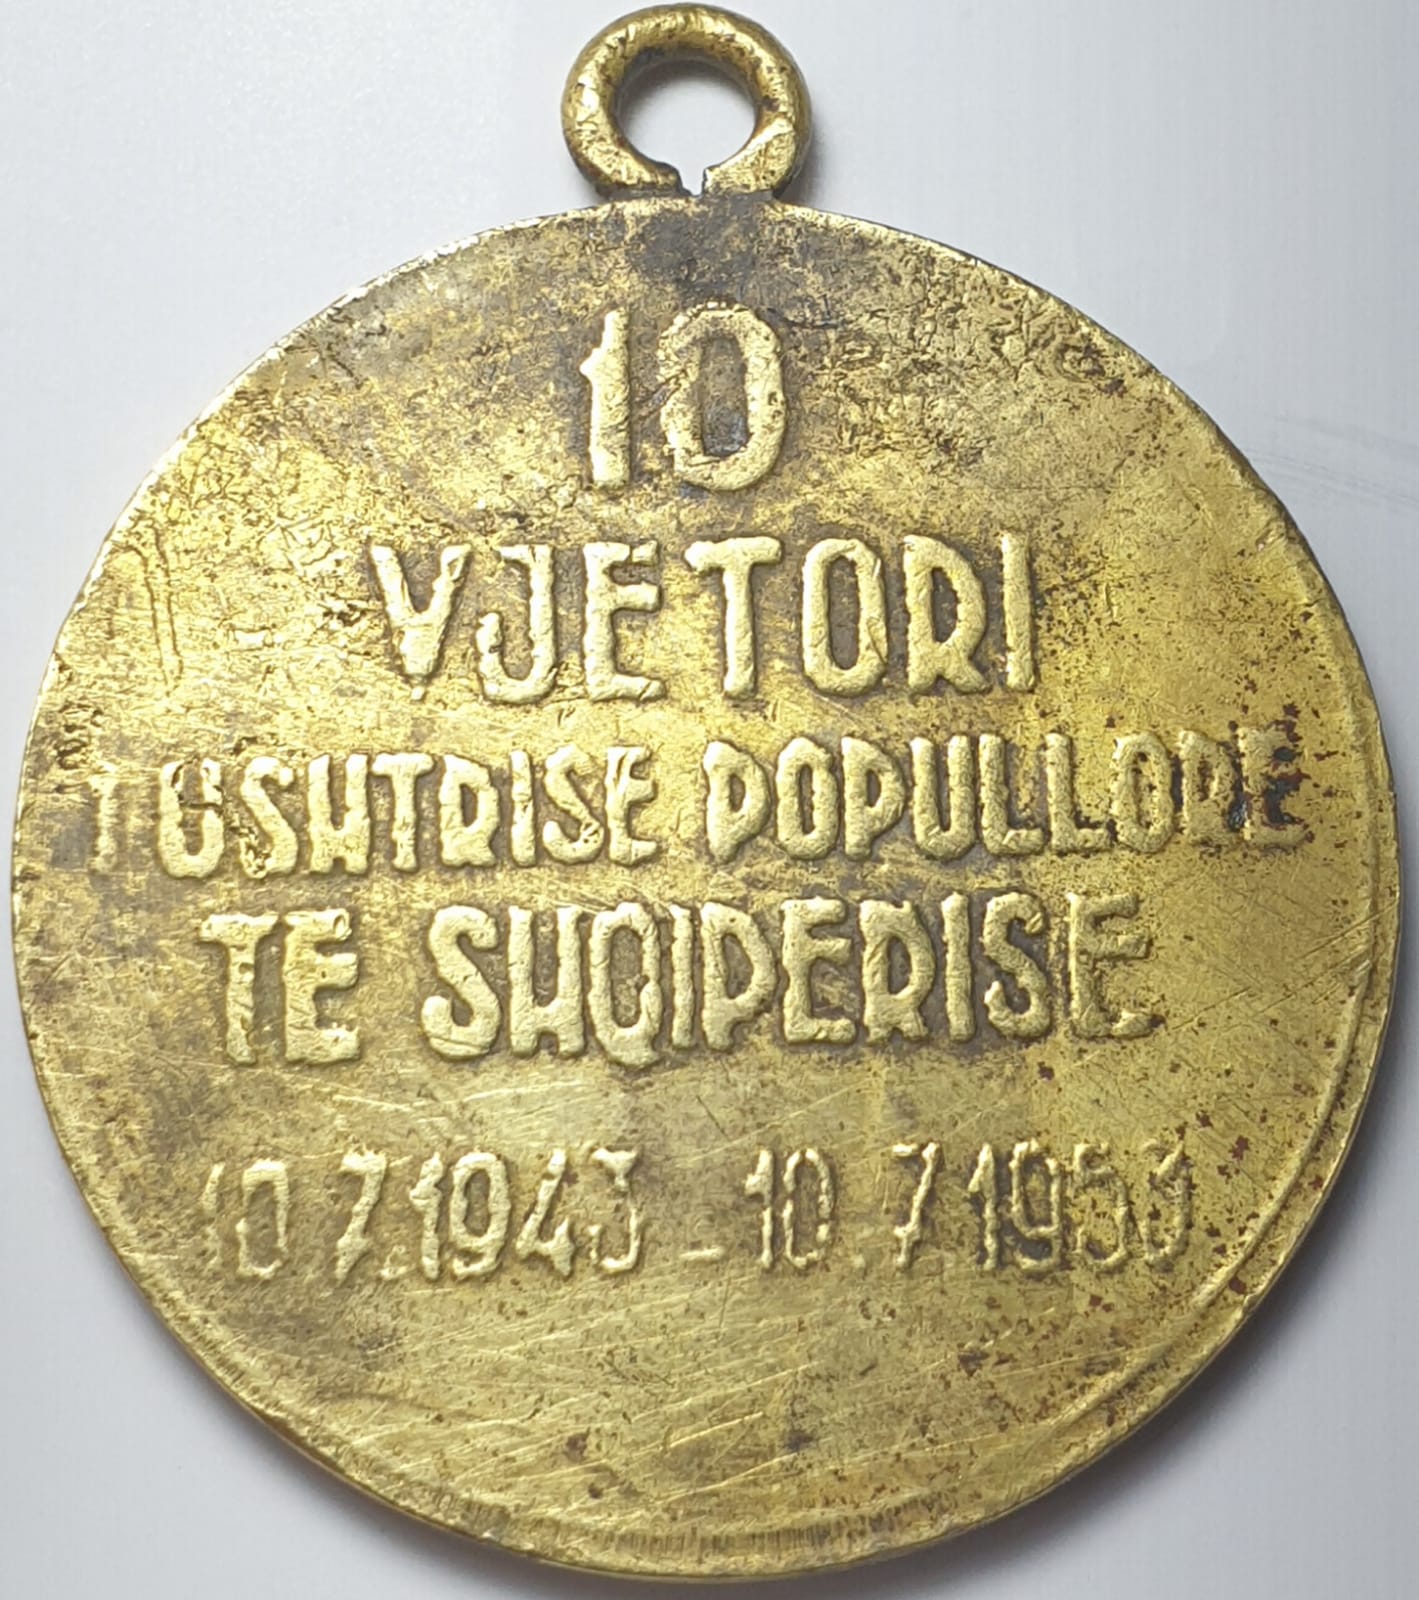 10
VJETORI
I USHTRISE POPULLORE
TE SHQIPERISE
10.7.1943 - 10.7.1953